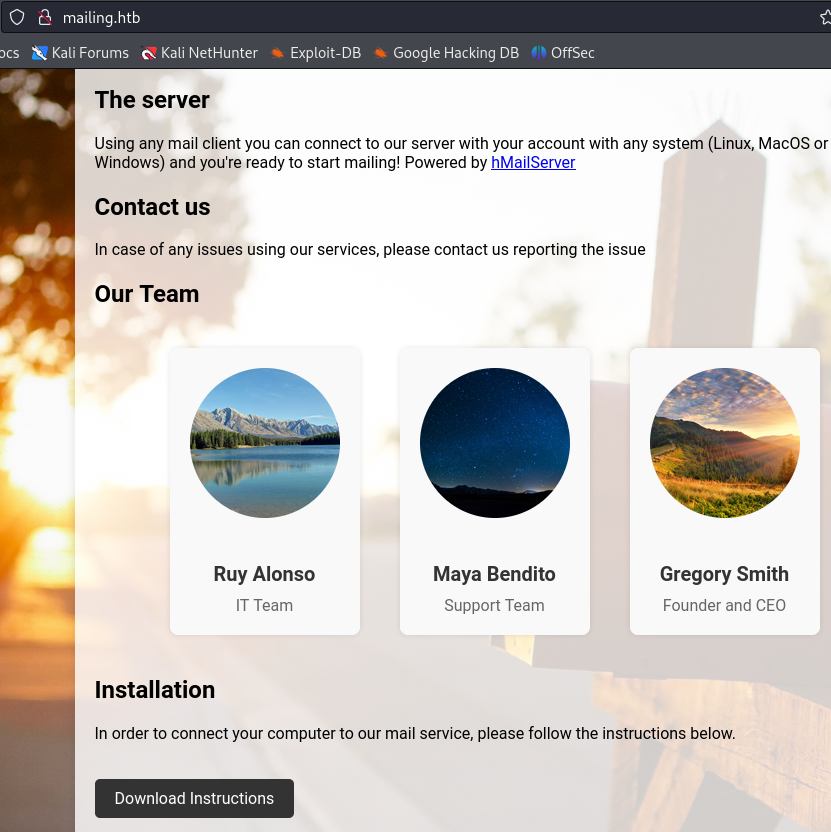 mailing.htb
ocs Kali Forums Kali NetHunter Exploit-DB Google Hacking DB OffSec
The server
Using any mail client you can connect to our server with your account with any system (Linux, MacOS or
Windows) and you're ready to start mailing! Powered by hMailServer
Contact us
In case of any issues using our services, please contact us reporting the issue
Our Team
Ruy Alonso Maya Bendito Gregory Smith
IT Team Support Team Founder and CEO
Installation
In order to connect your computer to our mail service, please follow the instructions below.
Download Instructions